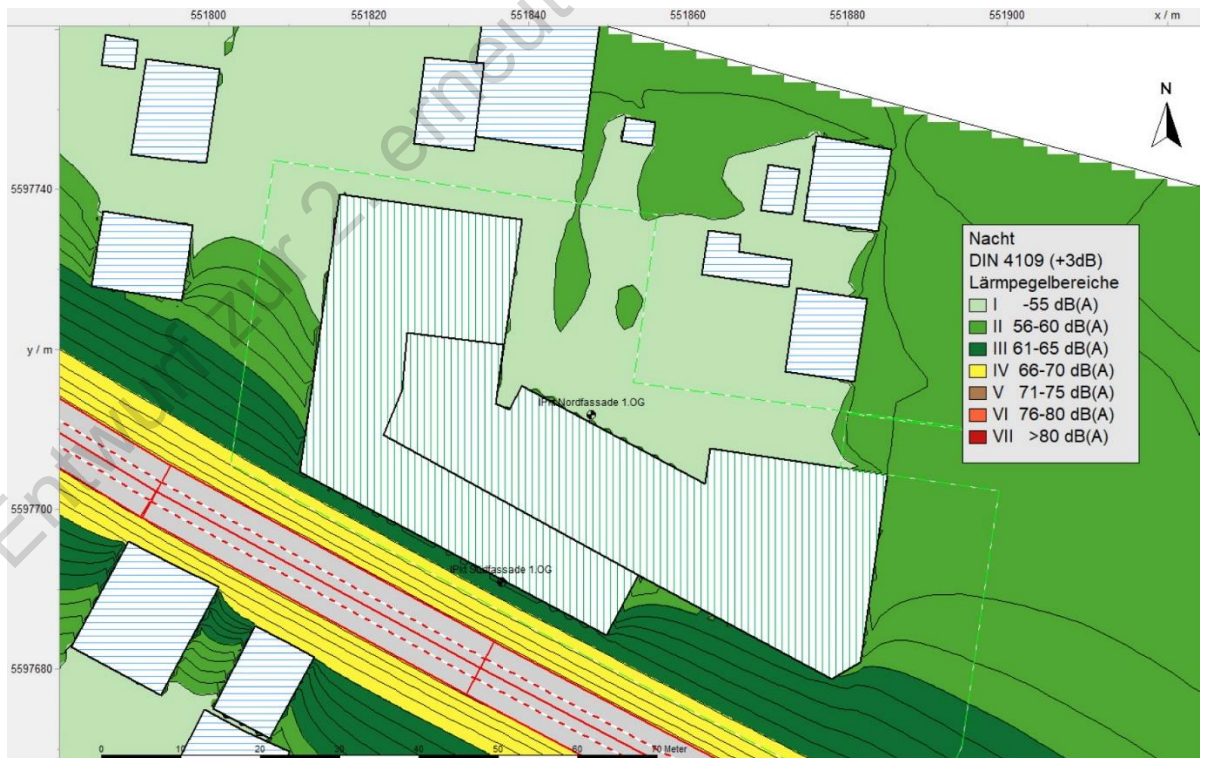 551800 551820 551840 551860 551880 551900 x / m
N
5597740
y / m
5597700
5597680
Nacht
DIN 4109 (+3dB)
Lärmpegelbereiche
I -55 dB(A)
II 56-60 dB(A)
III 61-65 dB(A)
IV 66-70 dB(A)
V 71-75 dB(A)
VI 76-80 dB(A)
VII >80 dB(A)
Nordfassade 1.OG
Südfassade 1.OG
0 10 20 30 40 50 60 70 Meter
Entwurf zur 2. erneut